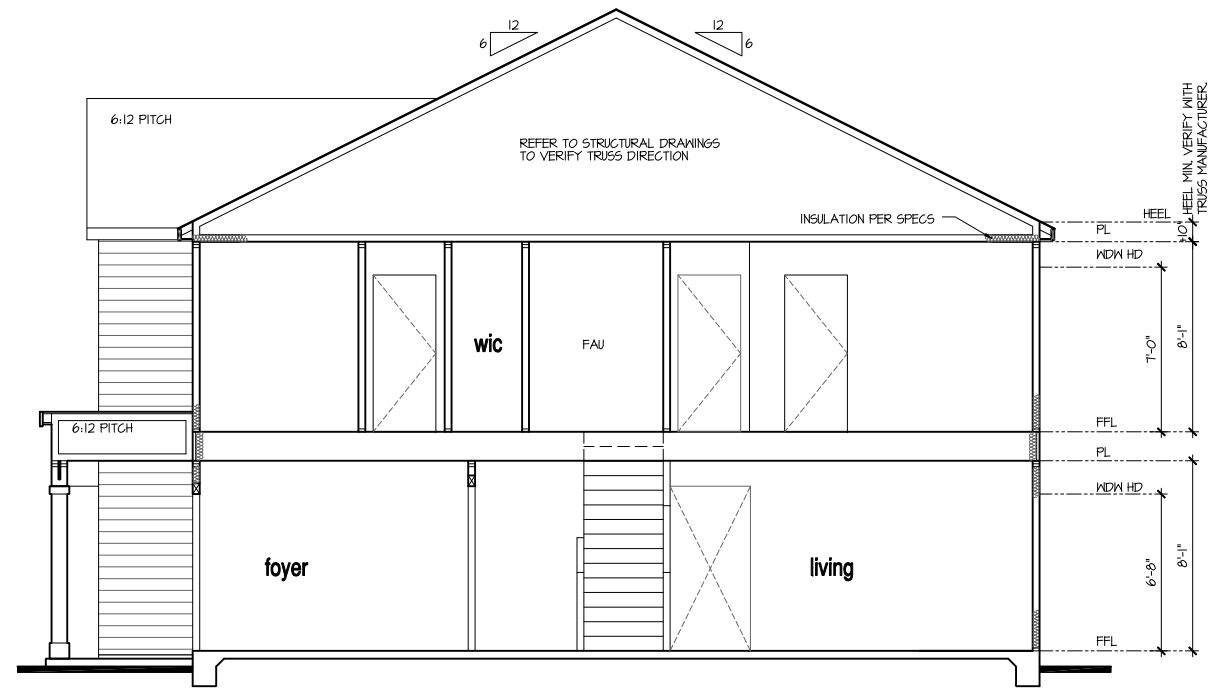 12
6
12
6
6:12 PITCH
REFER TO STRUCTURAL DRAWINGS
TO VERIFY TRUSS DIRECTION
HEEL MIN. VERIFY WITH
TRUSS MANUFACTURER.
INSULATION PER SPECS
HEEL
PL
10"
WDW HD
wic
FAU
7'-0"
8'-1"
6:12 PITCH
FFL
PL
WDW HD
foyer
living
6'-8"
8'-1"
FFL